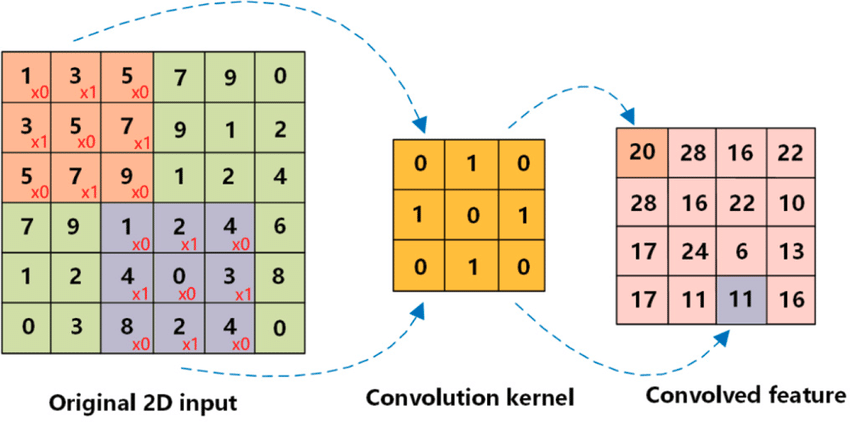 1 3 5 7 9 0
x0 x1 x0
3 5 7 9 1 2
x1 x0 x1
5 7 9 1 2 4
x0 x1 x0
7 9 1 2 4 6
x0 x1 x0
1 2 4 0 3 8
x1 x0 x1
0 3 8 2 4 0
x0 x1 x0
Original 2D input
0 1 0
1 0 1
0 1 0
Convolution kernel
20 28 16 22
28 16 22 10
17 24 6 13
17 11 11 16
Convolved feature